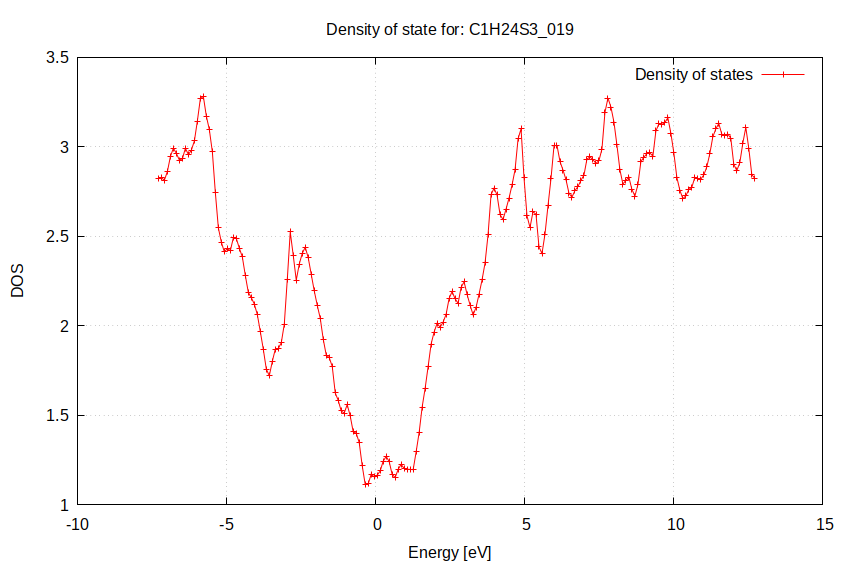 Density of state for: C1H24S3_019
Density of states
3.5
3
2.5
2
1.5
1
DOS
-10 -5 0 5 10 15
Energy [eV]